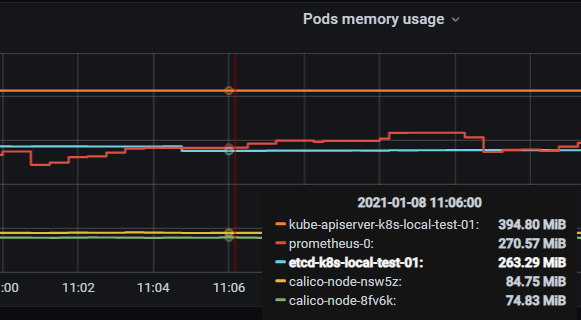 Pods memory usage
:00 11:02 11:04 11:06
2021-01-08 11:06:00
kube-apiserver-k8s-local-test-01: 394.80 MiB
prometheus-0: 270.57 MiB
etcd-k8s-local-test-01: 263.29 MiB
calico-node-nsw5z: 84.75 MiB
calico-node-8fv6k: 74.83 MiB